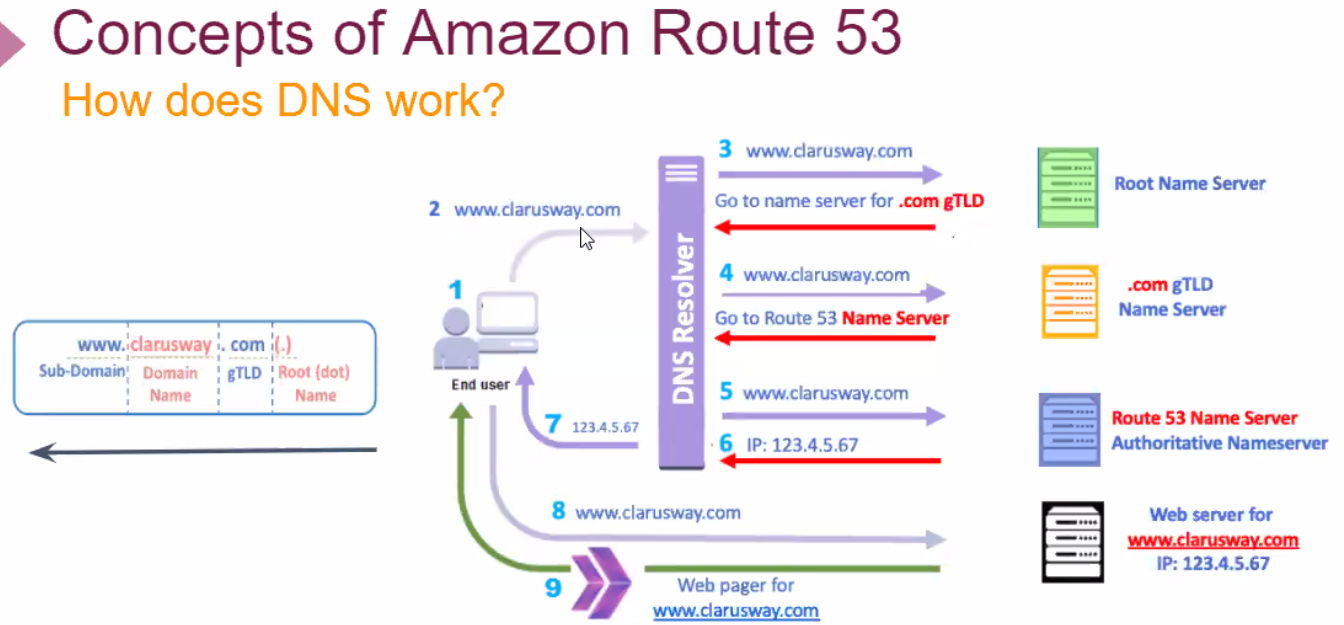 Concepts of Amazon Route 53
How does DNS work?
3 www.clarusway.com
Go to name server for .com gTLD
Root Name Server
2 www.clarusway.com
4 www.clarusway.com
Go to Route 53 Name Server
.com gTLD
Name Server
1
End user
DNS Resolver
www. clarusway . com (.)
Sub-Domain Domain Name gTLD Root (dot) Name
5 www.clarusway.com
6 IP: 123.4.5.67
Route 53 Name Server
Authoritative Nameserver
7 123.4.5.67
8 www.clarusway.com
Web server for
www.clarusway.com
IP: 123.4.5.67
9
Web pager for
www.clarusway.com